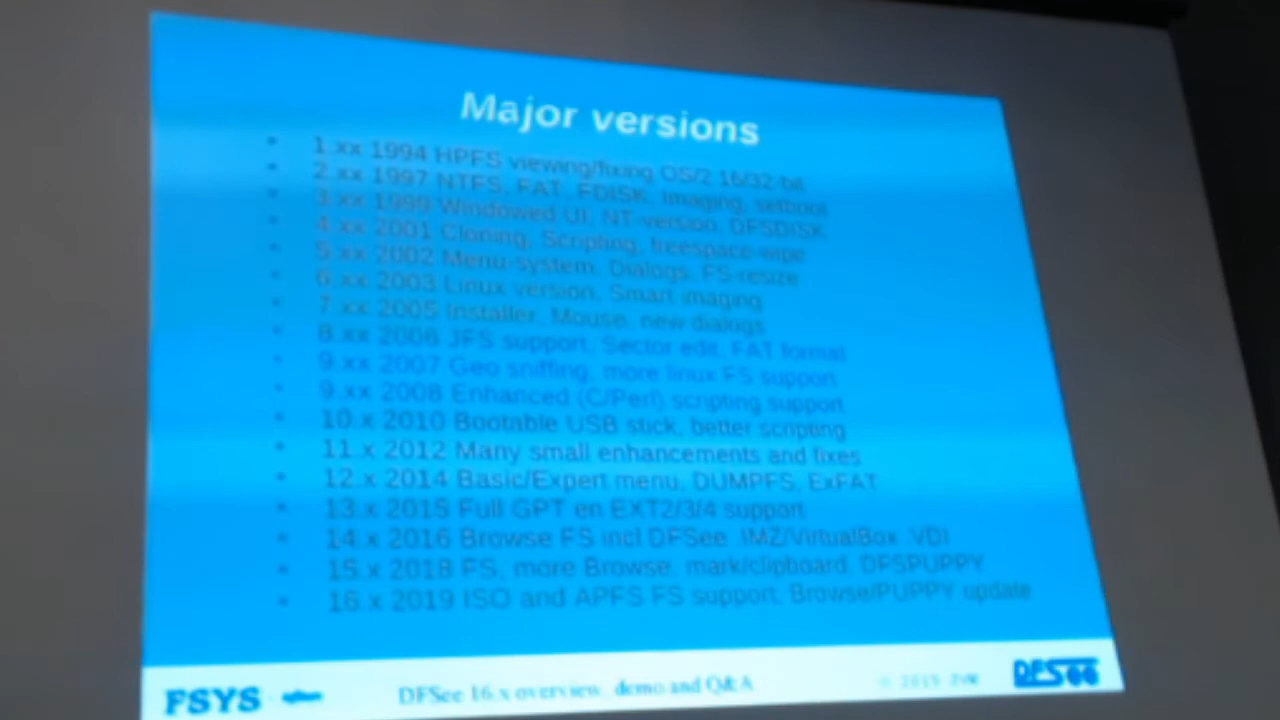 Major versions
• 1.xx 1994 HPFS viewing/fixing OS/2 16/32-bit
• 2.xx 1997 NTFS, FAT, FDISK, Imaging, setboot
• 3.xx 1999 Windowed UI, NT-version, DFSDISK
• 4.xx 2001 Cloning, Scripting, freespace-wipe
• 5.xx 2002 Menu-system, Dialogs, FS-resize
• 6.xx 2003 Linux version, Smart imaging
• 7.xx 2005 Installer, Mouse, new dialogs
• 8.xx 2006 JFS support, Sector edit, FAT format
• 9.xx 2007 Geo sniffing, more linux FS support
• 9.xx 2008 Enhanced (C/Perl) scripting support
• 10.x 2010 Bootable USB stick, better scripting
• 11.x 2012 Many small enhancements and fixes
• 12.x 2014 Basic/Expert menu, DUMPFS, ExFAT
• 13.x 2015 Full GPT en EXT2/3/4 support
• 14.x 2016 Browse FS incl DFSee .IMZ/VirtualBox .VDI
• 15.x 2018 FS, more Browse, mark/clipboard, DFSPUPPY
• 16.x 2019 ISO and APFS FS support, Browse/PUPPY update
FSYS DFSee 16.x overview, demo and Q&A © 2019 JvW DFSee